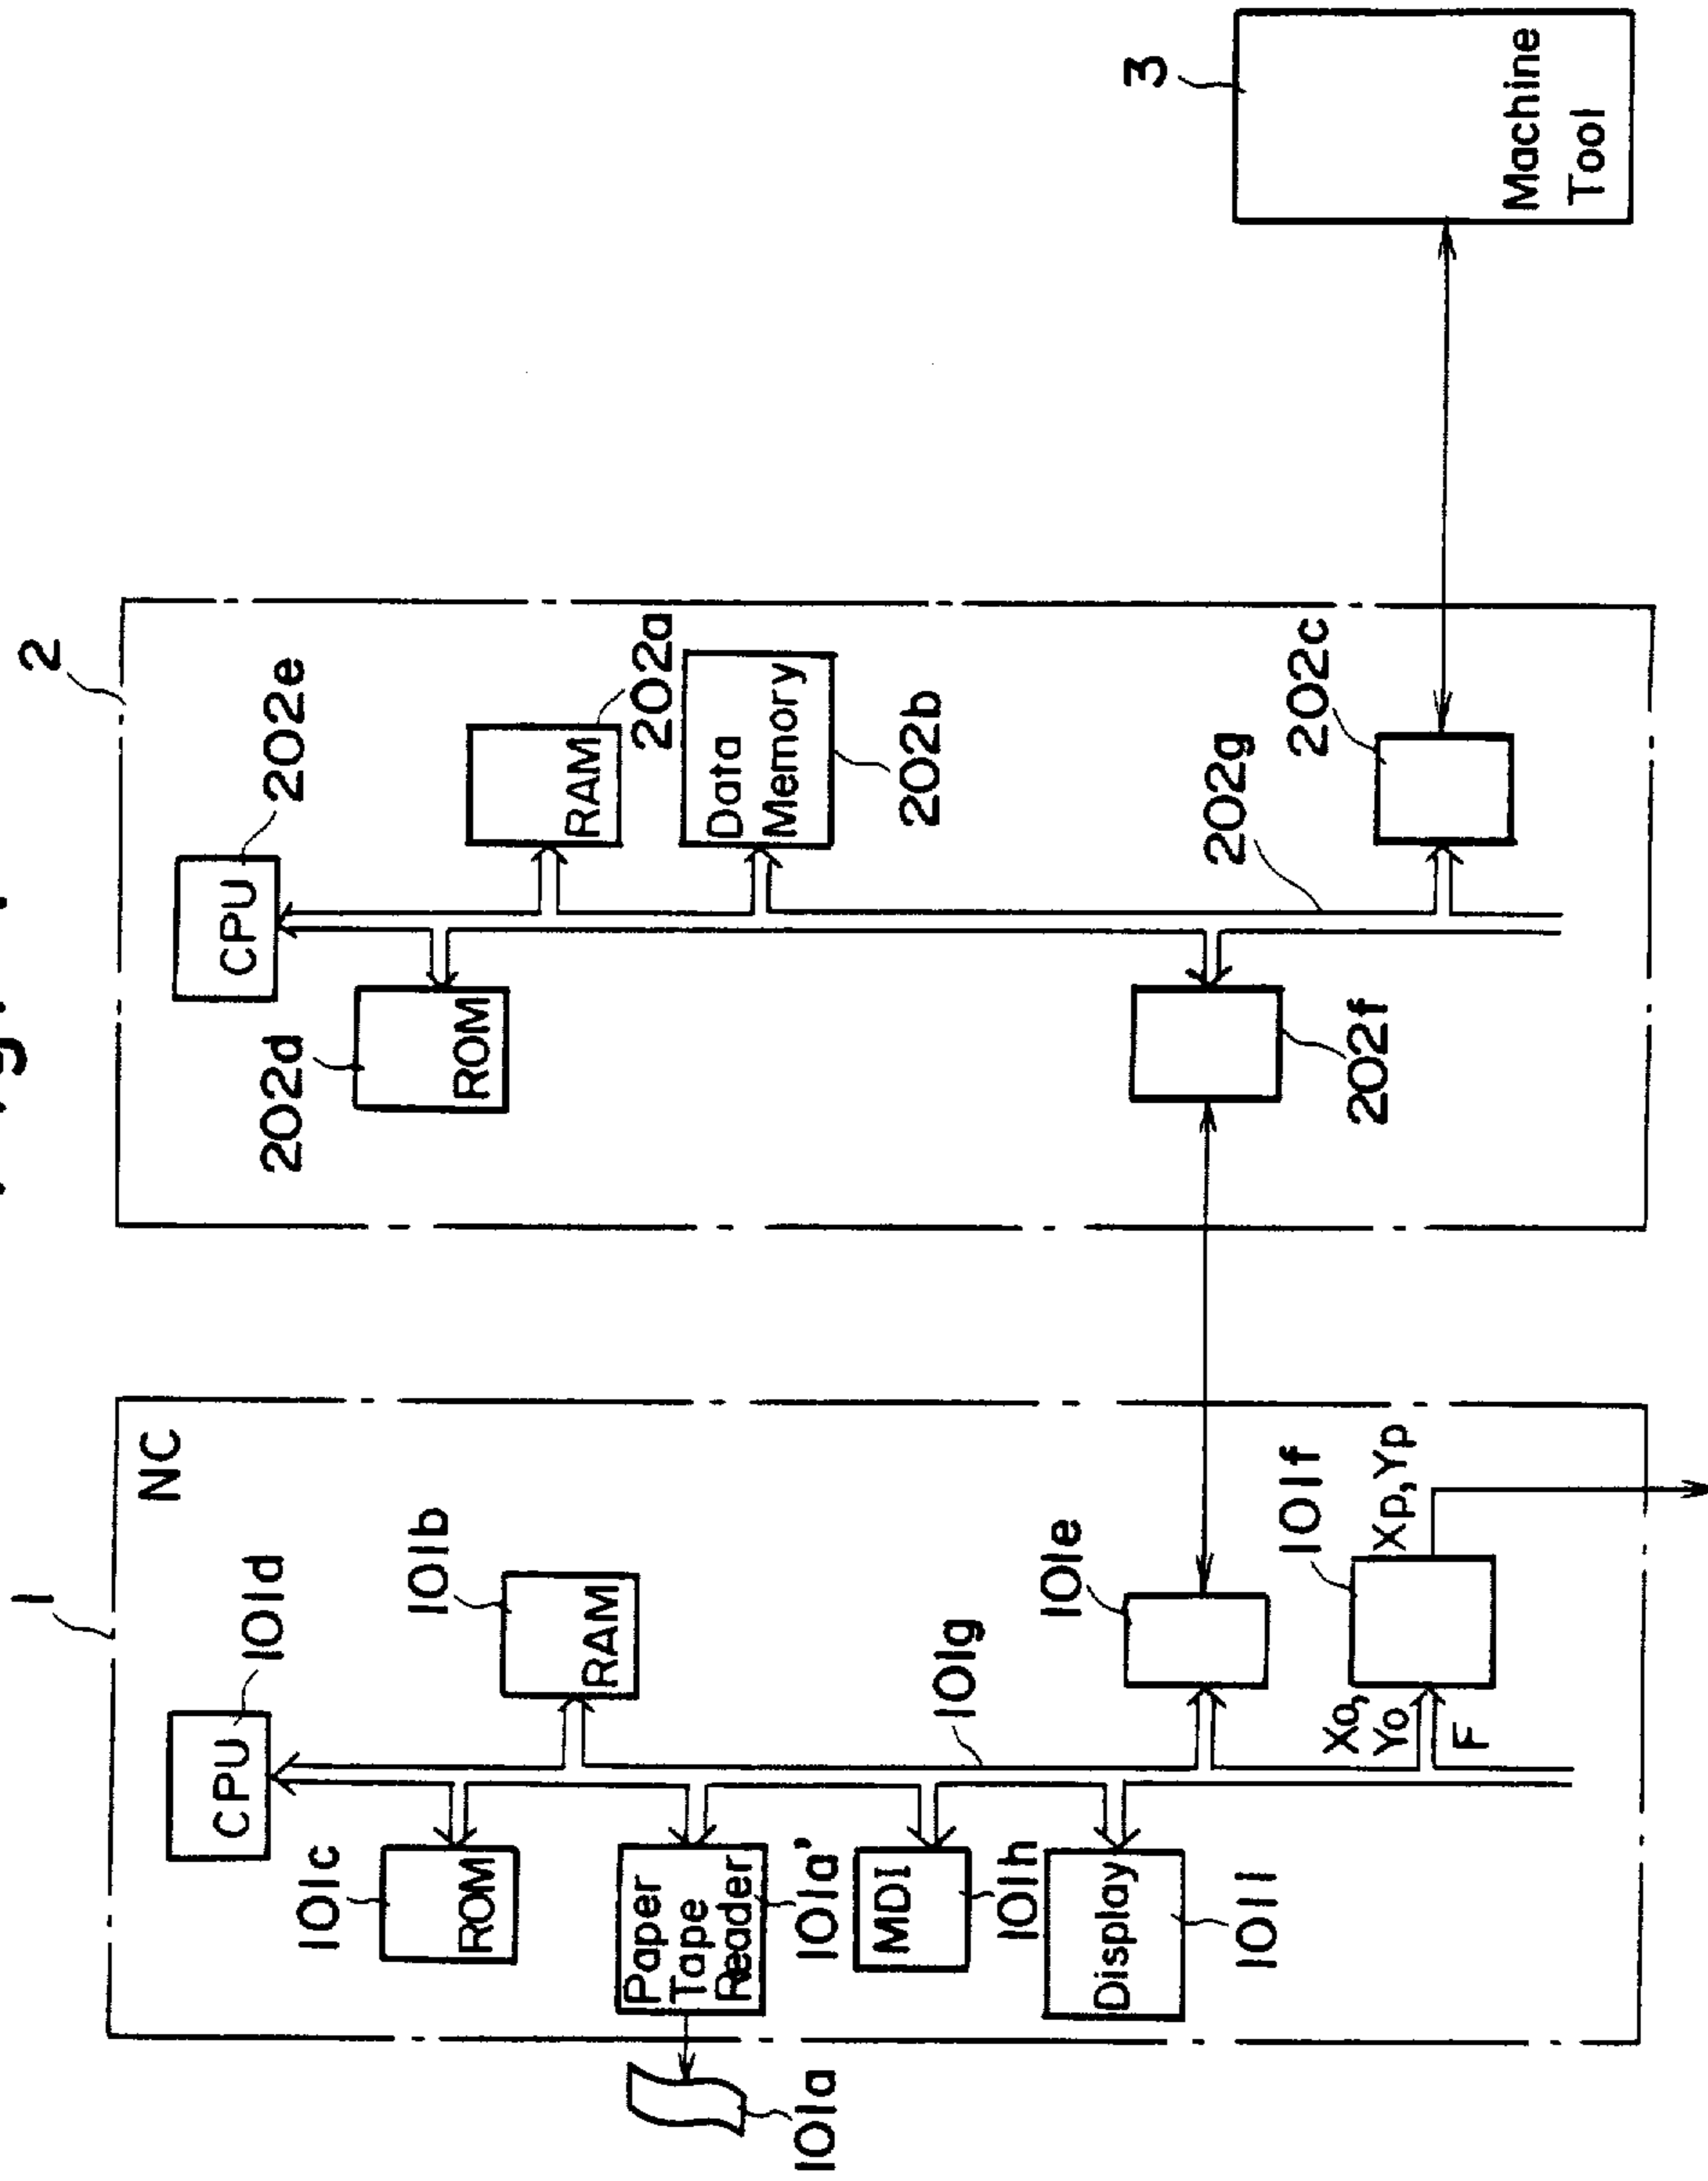 1
NC
CPU
101d
101c
ROM
101b
RAM
Paper
Tape
Reader
101a'
101a
MDI
101h
101g
Display
101i
101e
Xo,
Yo
F
101f
Xp, Yp
2
CPU
202e
202d
ROM
RAM
202a
Data
Memory
202b
202g
202f
202c
3
Machine
Tool